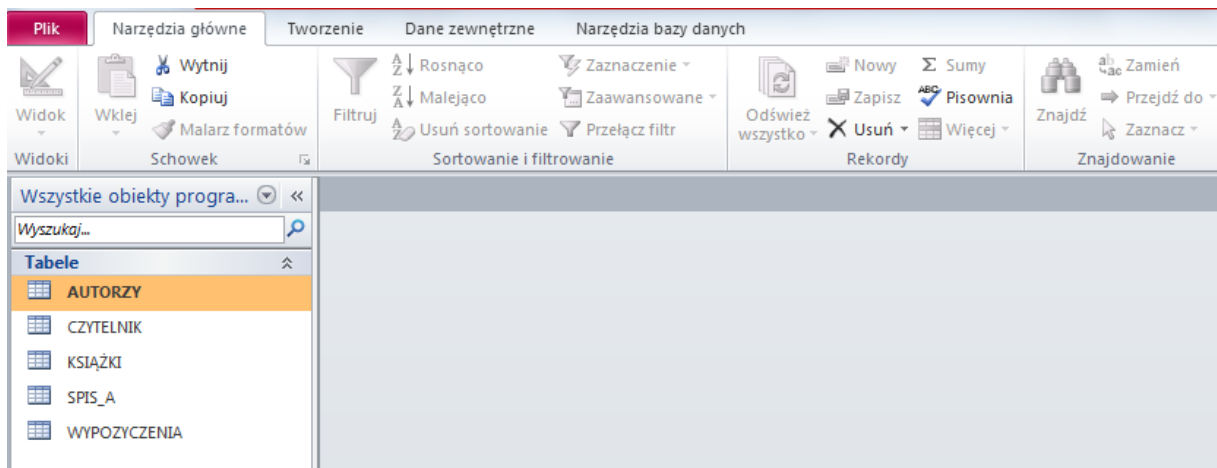 Plik Narzędzia główne Tworzenie Dane zewnętrzne Narzędzia bazy danych
Widok
Wklej
Wytnij
Kopiuj
Malarz formatów
Filtruj
Rosnąco
Malejąco
Usuń sortowanie
Zaznaczenie
Zaawansowane
Przełącz filtr
Odśwież
wszystko
Nowy
Zapisz
Usuń
Sumy
Pisownia
Więcej
Znajdź
Zamień
Przejdź do
Zaznacz
Widoki Schowek Sortowanie i filtrowanie Rekordy Znajdowanie
Wszystkie obiekty progra...
Wyszukaj...
Tabele
AUTORZY
CZYTELNIK
KSIĄŻKI
SPIS_A
WYPOZYCZENIA